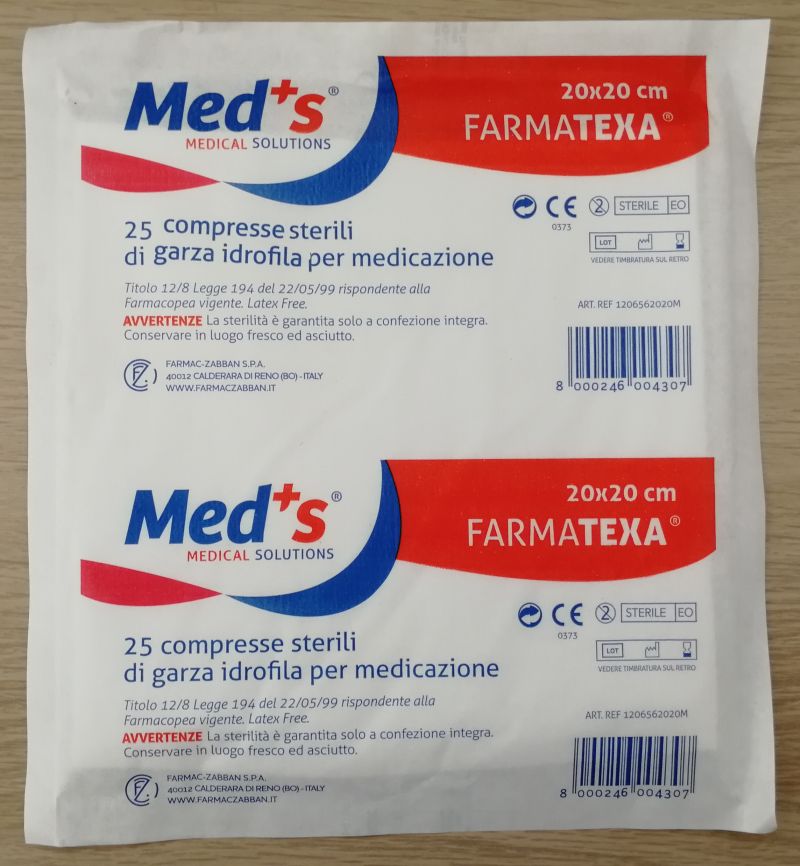 Med+s®
MEDICAL SOLUTIONS
20x20 cm
FARMATEXA®
25 compresse sterili
di garza idrofila per medicazione
Titolo 12/8 Legge 194 del 22/05/99 rispondente alla
Farmacopea vigente. Latex Free.
AVVERTENZE La sterilità è garantita solo a confezione integra.
Conservare in luogo fresco ed asciutto.
FARMAC-ZABBAN S.P.A.
40012 CALDERARA DI RENO (BO) - ITALY
WWW.FARMACZABBAN.IT
CE
0373
2
STERILE EO
LOT
VEDERE TIMBRATURA SUL RETRO
ART. REF 1206562020M
8 000246 004307
Med+s®
MEDICAL SOLUTIONS
20x20 cm
FARMATEXA®
25 compresse sterili
di garza idrofila per medicazione
Titolo 12/8 Legge 194 del 22/05/99 rispondente alla
Farmacopea vigente. Latex Free.
AVVERTENZE La sterilità è garantita solo a confezione integra.
Conservare in luogo fresco ed asciutto.
FARMAC-ZABBAN S.P.A.
40012 CALDERARA DI RENO (BO) - ITALY
WWW.FARMACZABBAN.IT
CE
0373
2
STERILE EO
LOT
VEDERE TIMBRATURA SUL RETRO
ART. REF 1206562020M
8 000246 004307